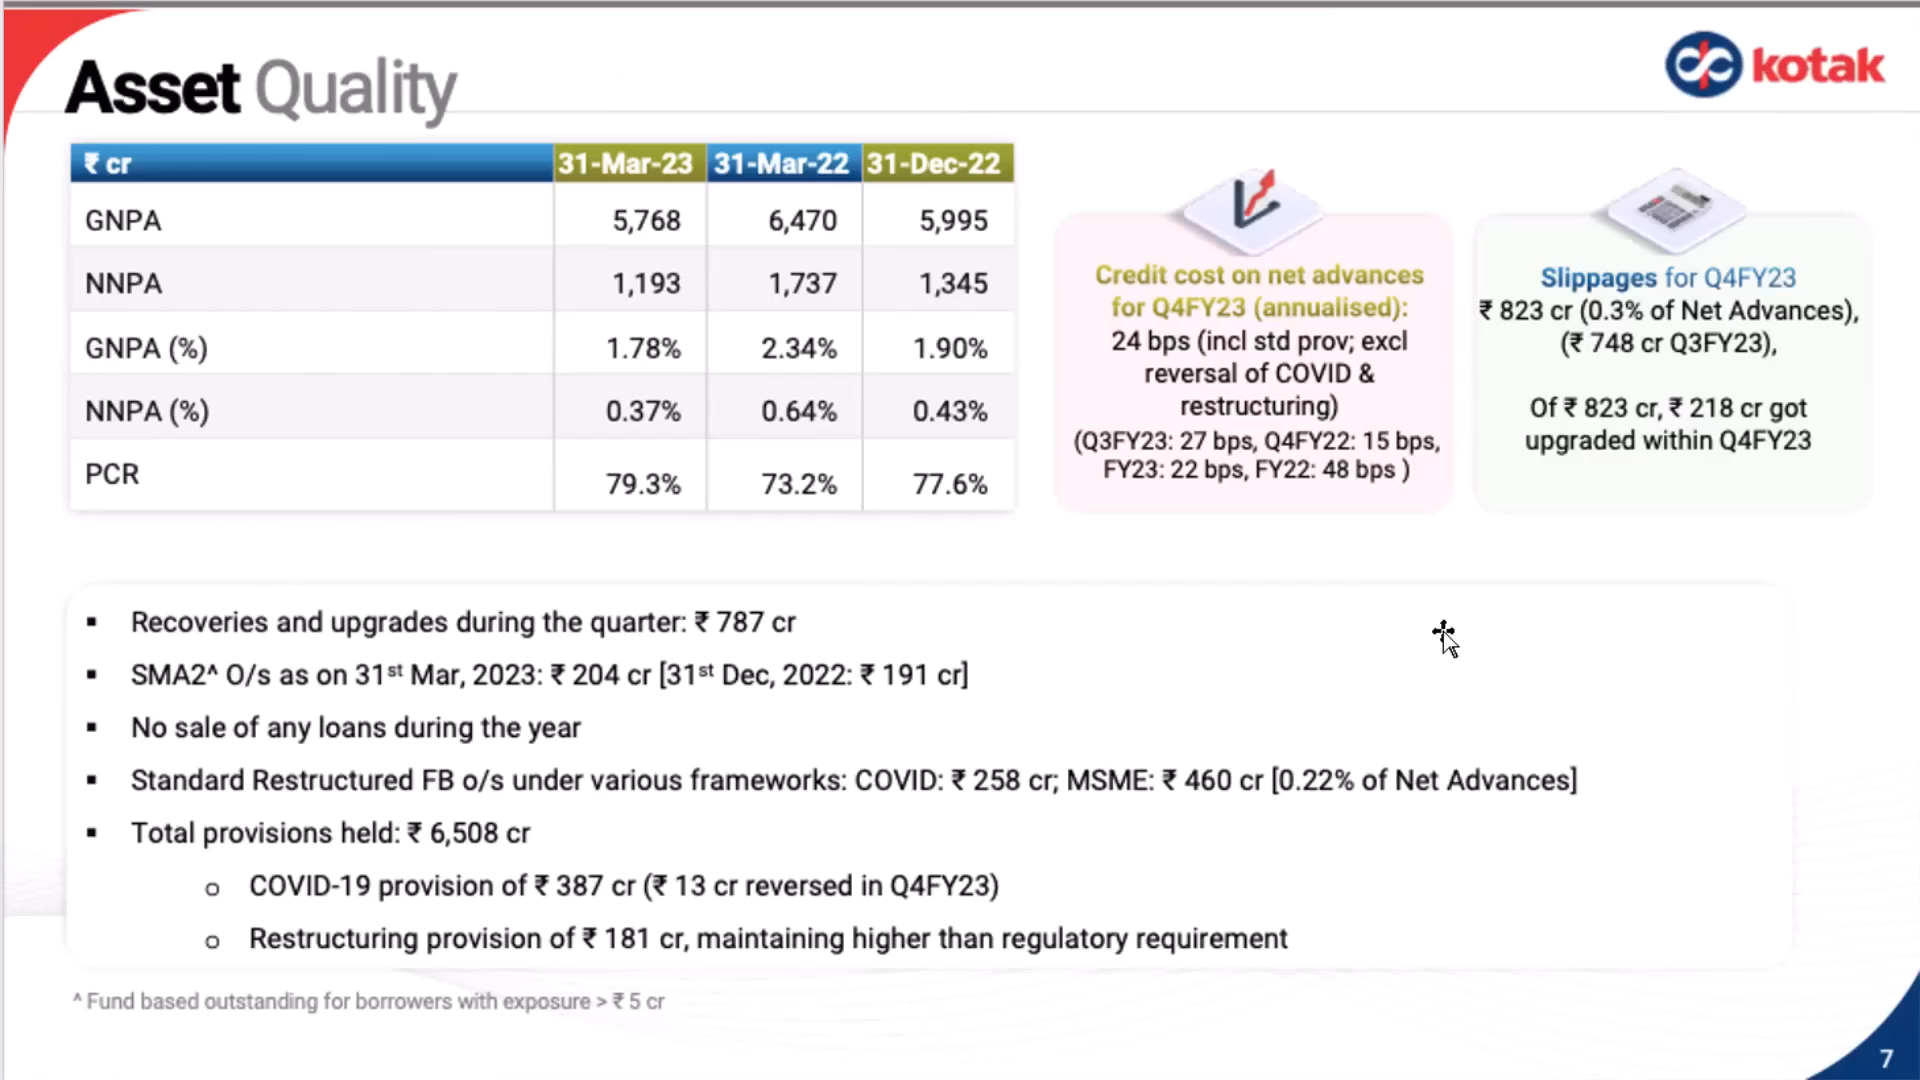 Asset Quality
kotak
₹ cr 31-Mar-23 31-Mar-22 31-Dec-22
GNPA 5,768 6,470 5,995
NNPA 1,193 1,737 1,345
GNPA (%) 1.78% 2.34% 1.90%
NNPA (%) 0.37% 0.64% 0.43%
PCR 79.3% 73.2% 77.6%
Credit cost on net advances
for Q4FY23 (annualised):
24 bps (incl std prov; excl
reversal of COVID &
restructuring)
(Q3FY23: 27 bps, Q4FY22: 15 bps,
FY23: 22 bps, FY22: 48 bps )
Slippages for Q4FY23
₹ 823 cr (0.3% of Net Advances),
(₹ 748 cr Q3FY23),
Of ₹ 823 cr, ₹ 218 cr got
upgraded within Q4FY23
▪ Recoveries and upgrades during the quarter: ₹ 787 cr
▪ SMA2^ O/s as on 31st Mar, 2023: ₹ 204 cr [31st Dec, 2022: ₹ 191 cr]
▪ No sale of any loans during the year
▪ Standard Restructured FB o/s under various frameworks: COVID: ₹ 258 cr; MSME: ₹ 460 cr [0.22% of Net Advances]
▪ Total provisions held: ₹ 6,508 cr
o COVID-19 provision of ₹ 387 cr (₹ 13 cr reversed in Q4FY23)
o Restructuring provision of ₹ 181 cr, maintaining higher than regulatory requirement
^ Fund based outstanding for borrowers with exposure > ₹ 5 cr
7